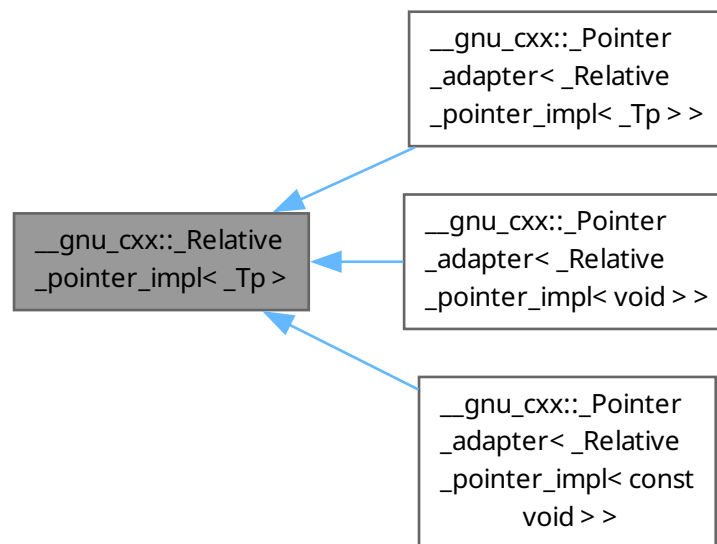 __gnu_cxx::_Pointer
_adapter< _Relative
_pointer_impl< _Tp > >
__gnu_cxx::_Relative
_pointer_impl< _Tp >
__gnu_cxx::_Pointer
_adapter< _Relative
_pointer_impl< void > >
__gnu_cxx::_Pointer
_adapter< _Relative
_pointer_impl< const
void > >